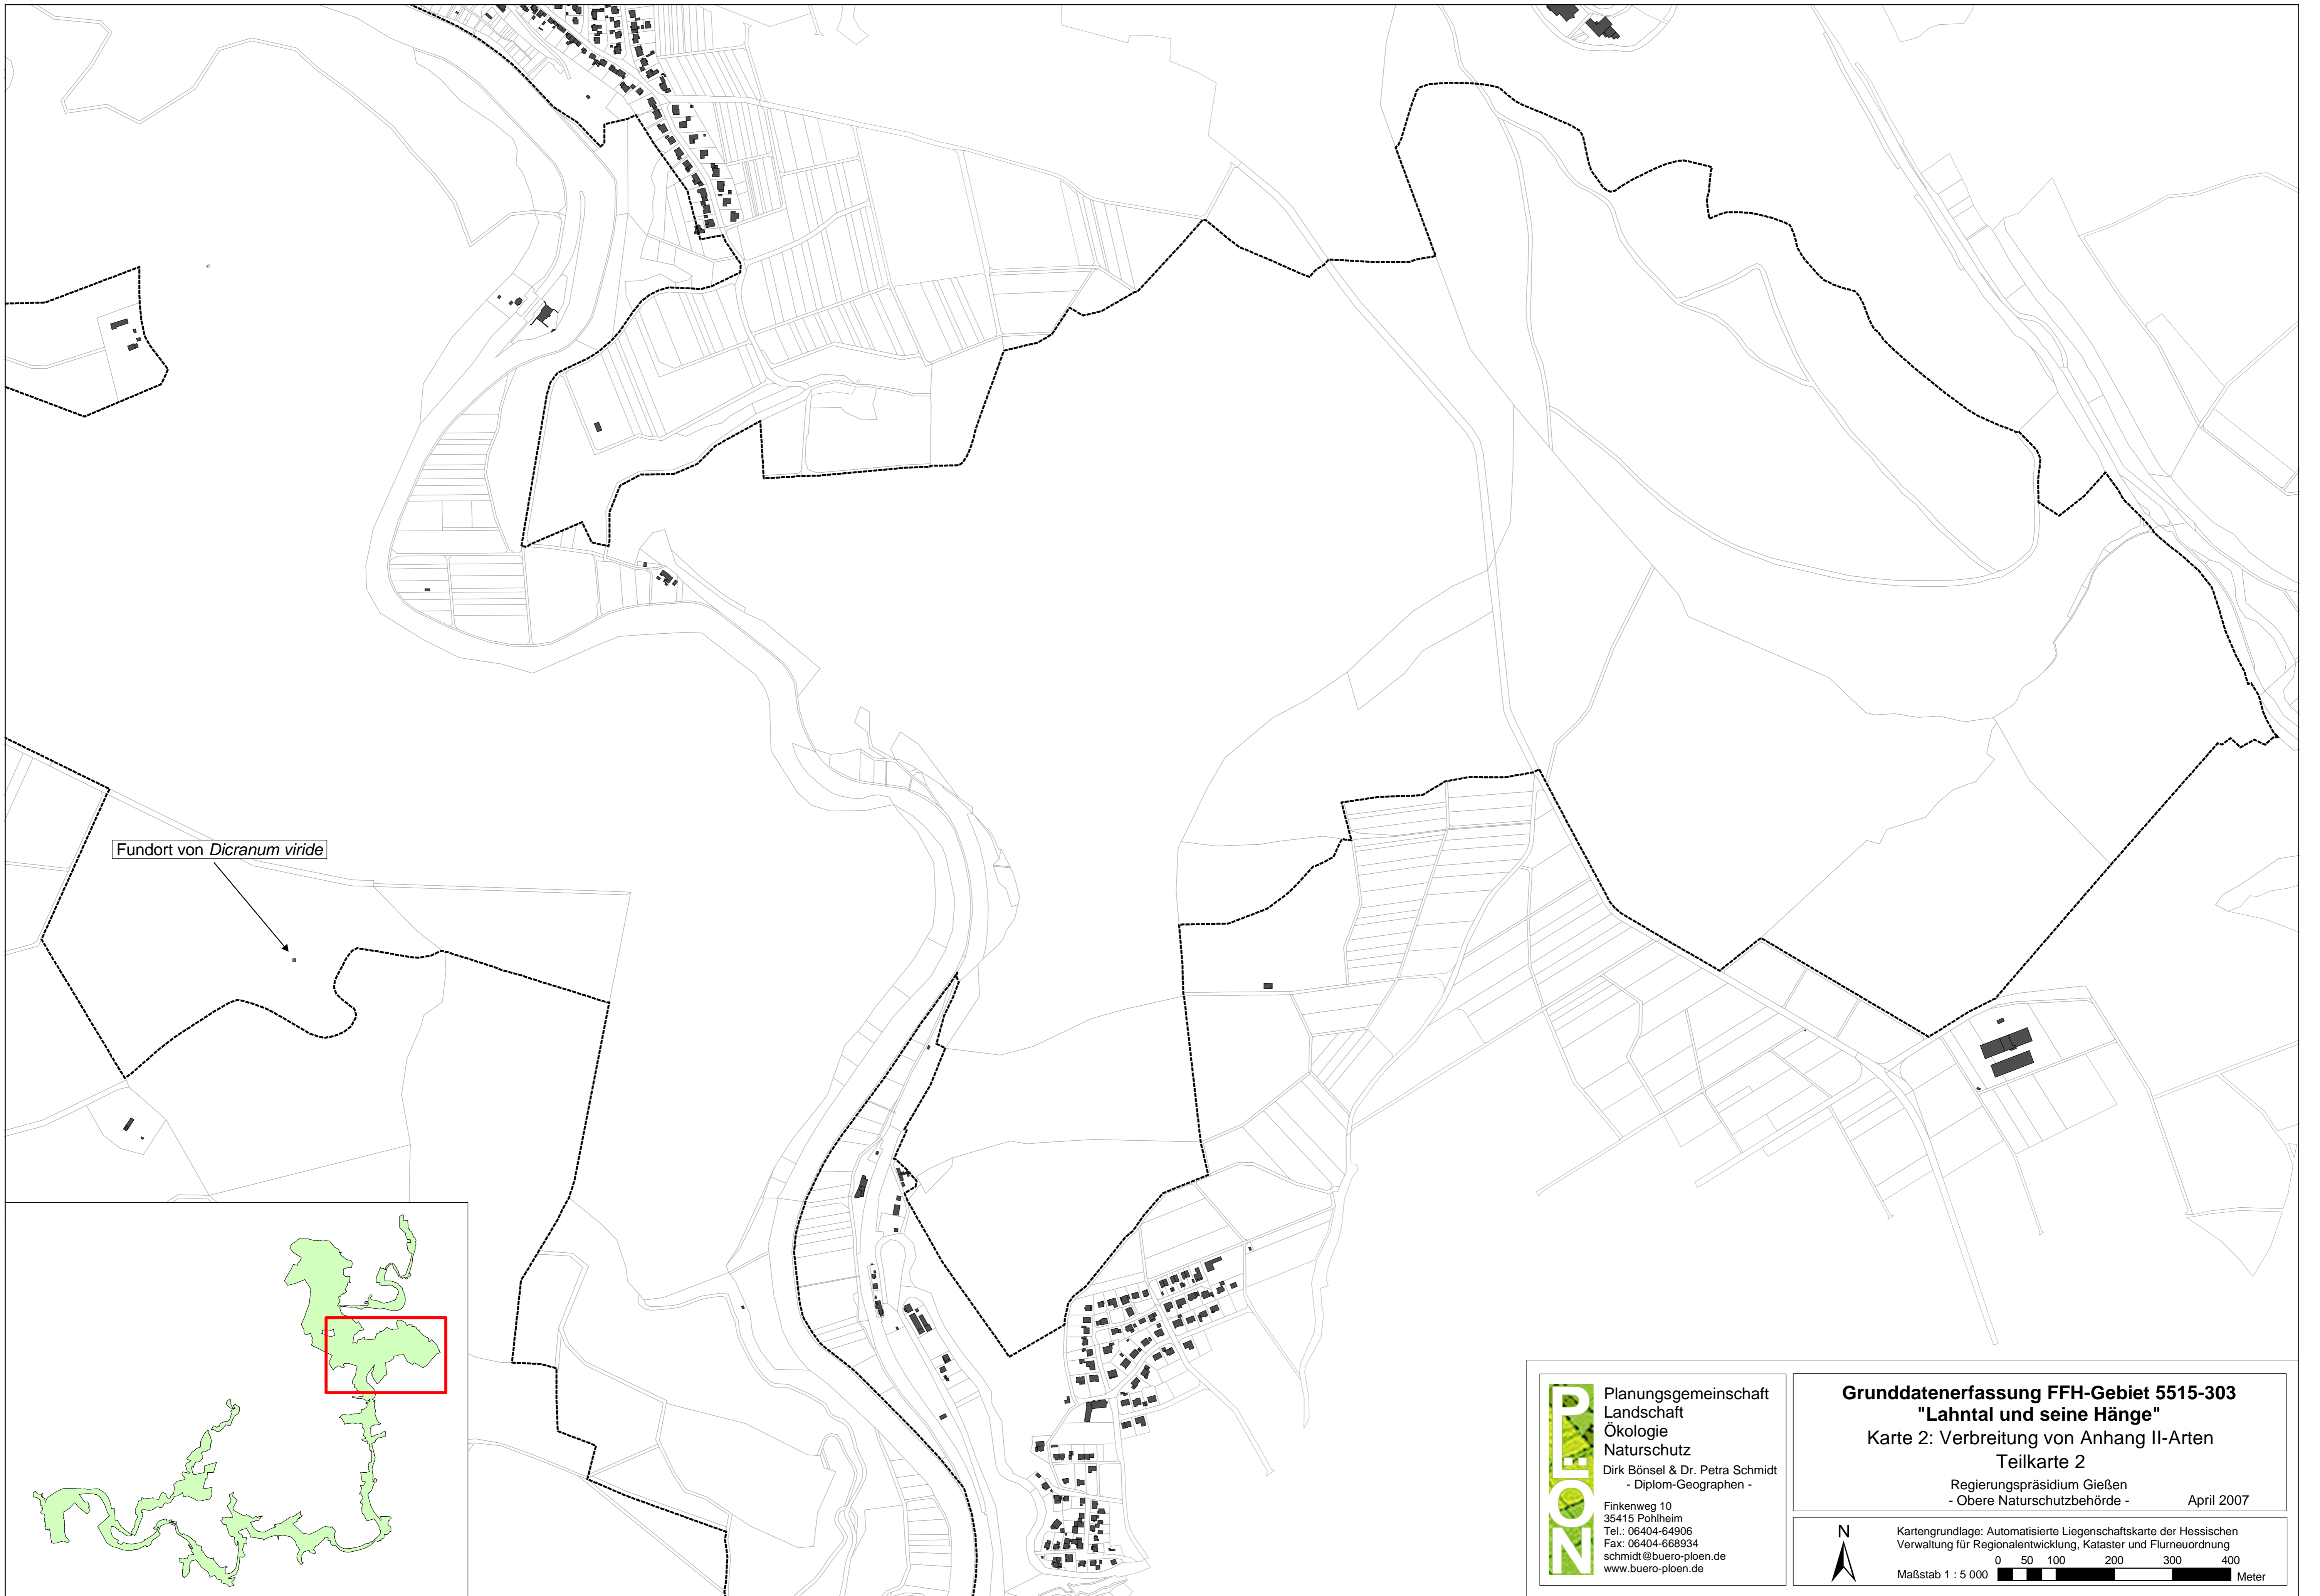 Fundort von Dicranum viride
PLÖN
Planungsgemeinschaft
Landschaft
Ökologie
Naturschutz
Dirk Bönsel & Dr. Petra Schmidt
- Diplom-Geographen -
Finkenweg 10
35415 Pohlheim
Tel.: 06404-64906
Fax: 06404-668934
schmidt@buero-ploen.de
www.buero-ploen.de
Grunddatenerfassung FFH-Gebiet 5515-303
"Lahntal und seine Hänge"
Karte 2: Verbreitung von Anhang II-Arten
Teilkarte 2
Regierungspräsidium Gießen
- Obere Naturschutzbehörde - April 2007
N
Kartengrundlage: Automatisierte Liegenschaftskarte der Hessischen
Verwaltung für Regionalentwicklung, Kataster und Flurneuordnung
0 50 100 200 300 400
Maßstab 1 : 5 000 Meter